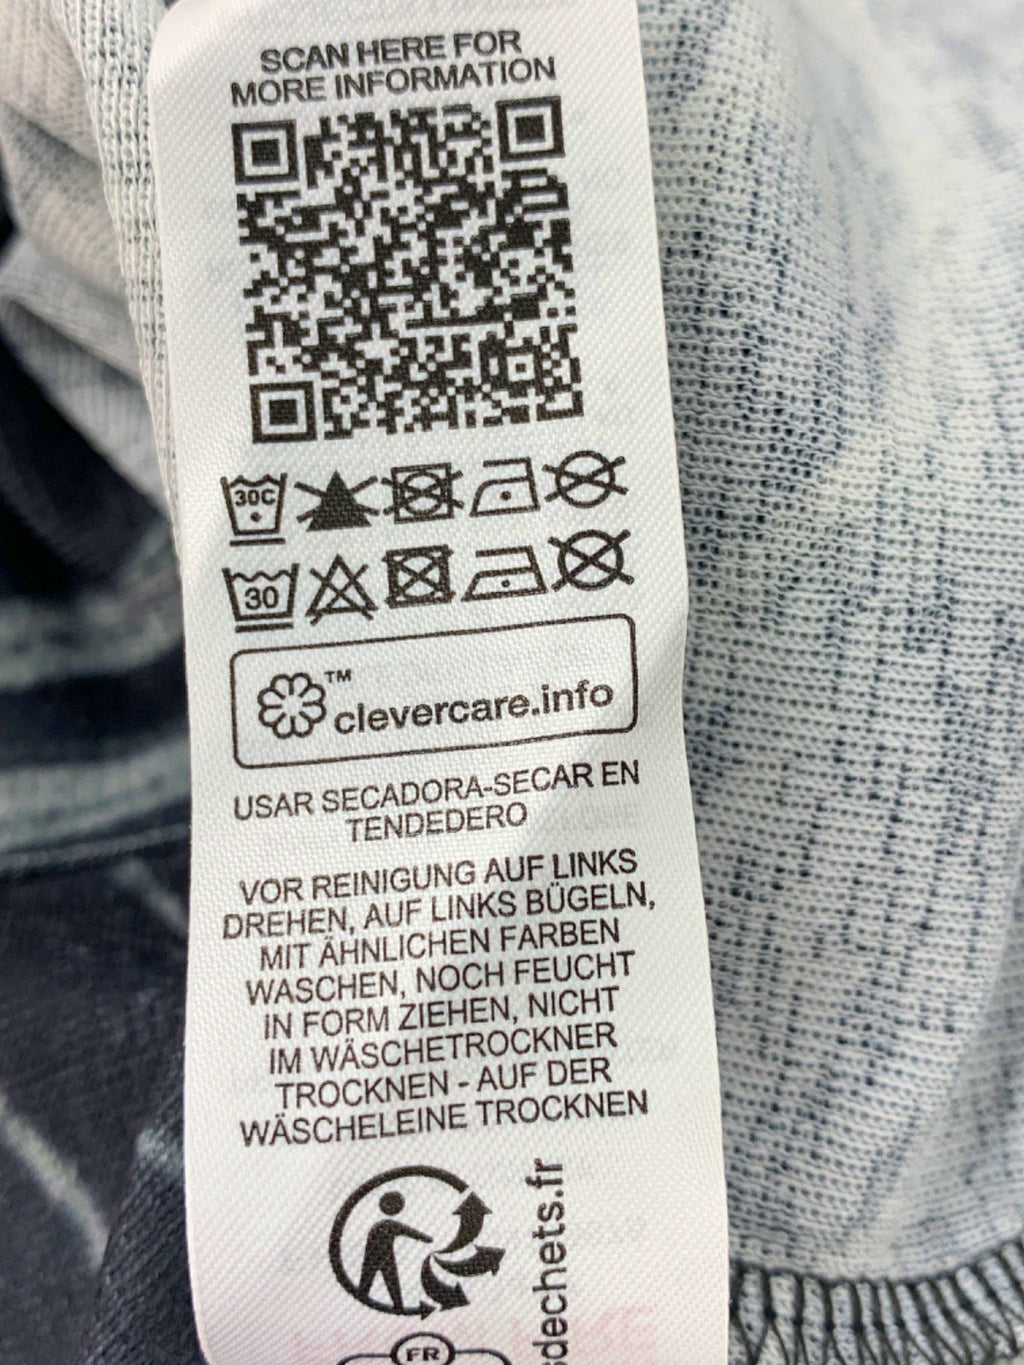 SCAN HERE FOR
MORE INFORMATION
30C
30
™
clevercare.info
USAR SECADORA-SECAR EN
TENDEDERO
VOR REINIGUNG AUF LINKS
DREHEN, AUF LINKS BÜGELN,
MIT ÄHNLICHEN FARBEN
WASCHEN, NOCH FEUCHT
IN FORM ZIEHEN, NICHT
IM WÄSCHETROCKNER
TROCKNEN - AUF DER
WÄSCHELEINE TROCKNEN
sdechets.fr
FR